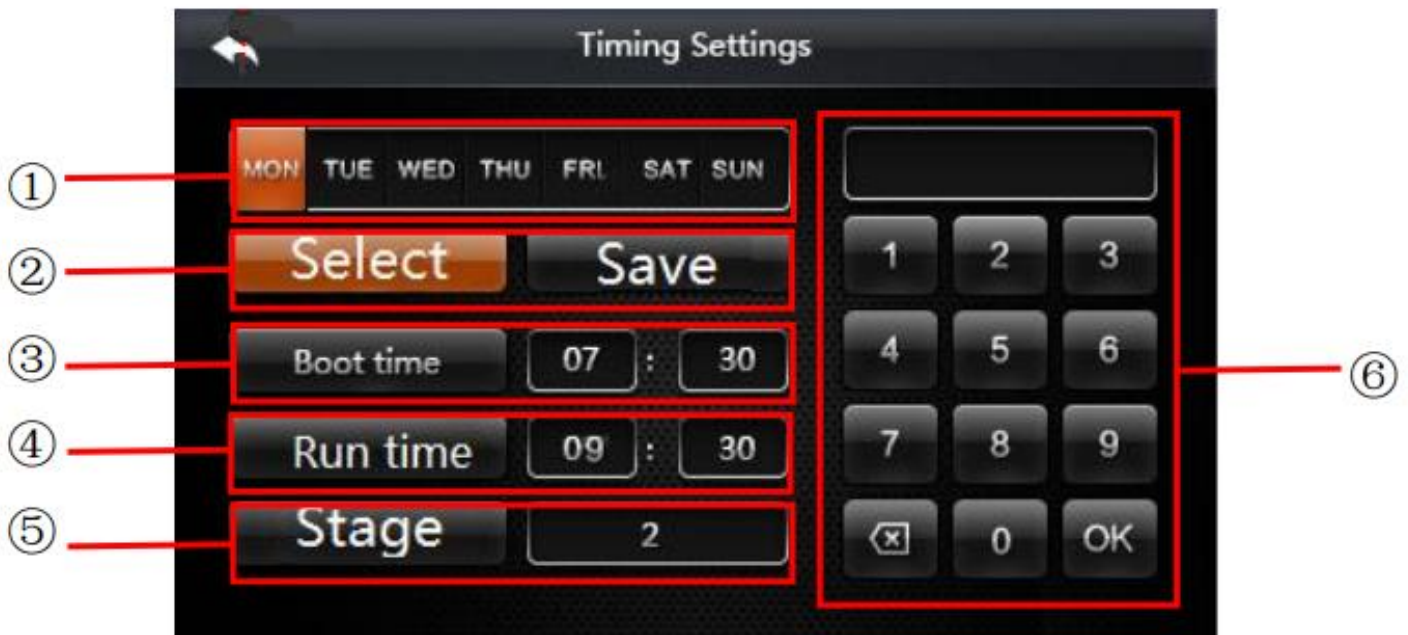 Timing Settings
① MON TUE WED THU FRI. SAT SUN
② Select Save
③ Boot time 07 : 30
④ Run time 09 : 30
⑤ Stage 2
1 2 3
4 5 6
7 8 9
0 OK
⑥